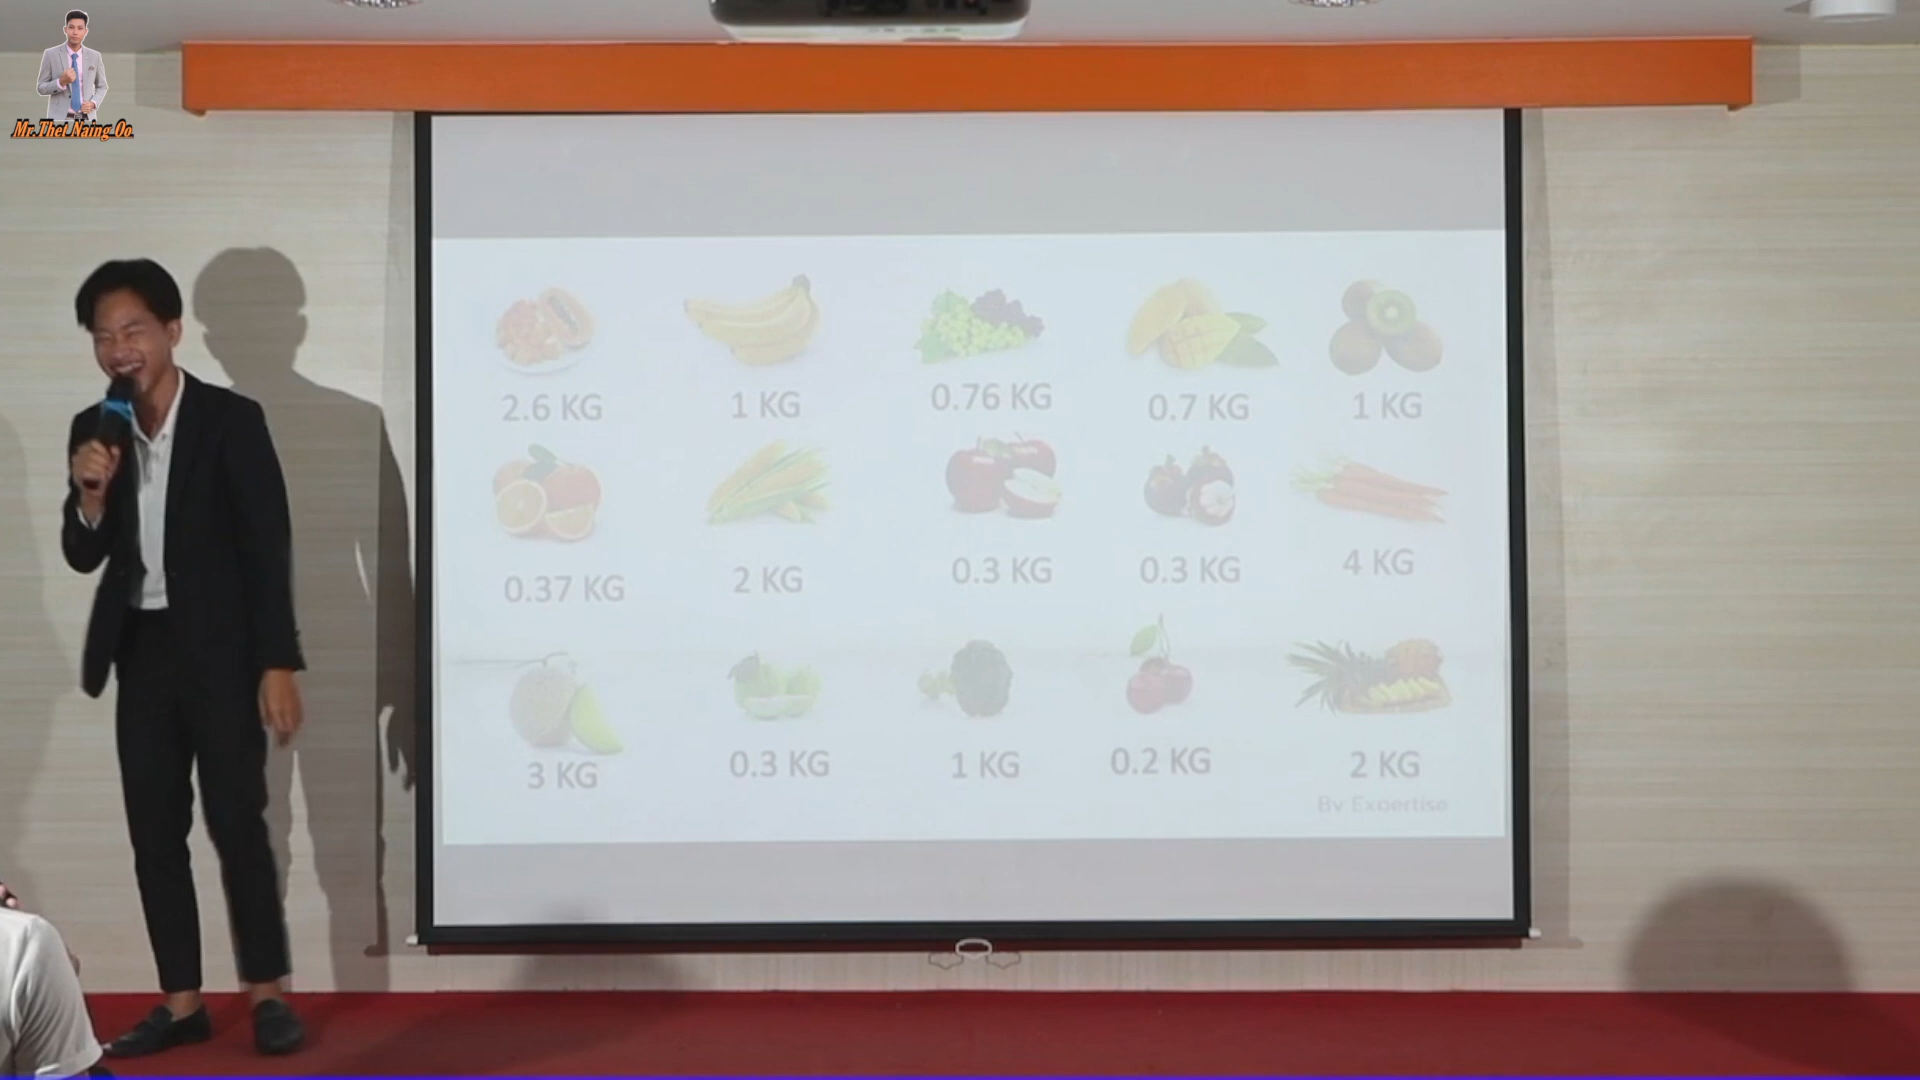 Mr.Thet Naing Oo
2.6 KG
1 KG
0.76 KG
0.7 KG
1 KG
0.37 KG
2 KG
0.3 KG
0.3 KG
4 KG
3 KG
0.3 KG
1 KG
0.2 KG
2 KG
By Expertise